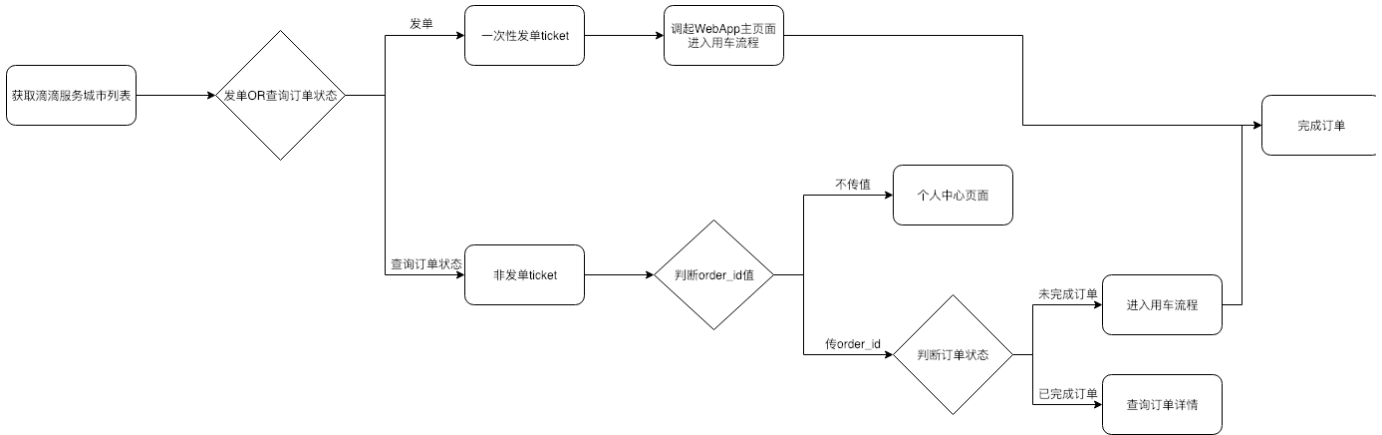 获取滴滴服务城市列表
发单OR查询订单状态
发单
一次性发单ticket
调起WebApp主页面
进入用车流程
完成订单
查询订单状态
非发单ticket
判断order_id值
不传值
个人中心页面
传order_id
判断订单状态
未完成订单
进入用车流程
已完成订单
查询订单详情